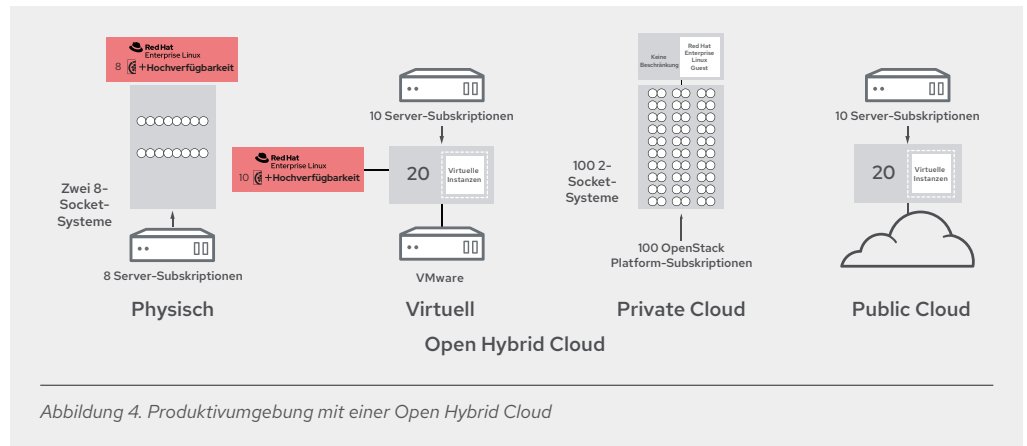 Red Hat
Enterprise Linux
8 +Hochverfügbarkeit
Zwei 8-
Socket-
Systeme
8 Server-Subskriptionen
Physisch
10 Server-Subskriptionen
Red Hat
Enterprise Linux
10 +Hochverfügbarkeit
20
Virtuelle
Instanzen
VMware
Virtuell
Keine
Beschränkung
Red Hat
Enterprise
Linux
Guest
100 2-
Socket-
Systeme
100 OpenStack
Platform-Subskriptionen
Private Cloud
10 Server-Subskriptionen
20
Virtuelle
Instanzen
Public Cloud
Open Hybrid Cloud
Abbildung 4. Produktivumgebung mit einer Open Hybrid Cloud